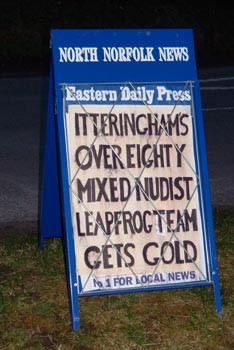 NORTH NORFOLK NEWS
Eastern Daily Press
ITTERINGHAMS
OVER EIGHTY
MIXED NUDIST
LEAPFROG TEAM
GETS GOLD
No 1 FOR LOCAL NEWS